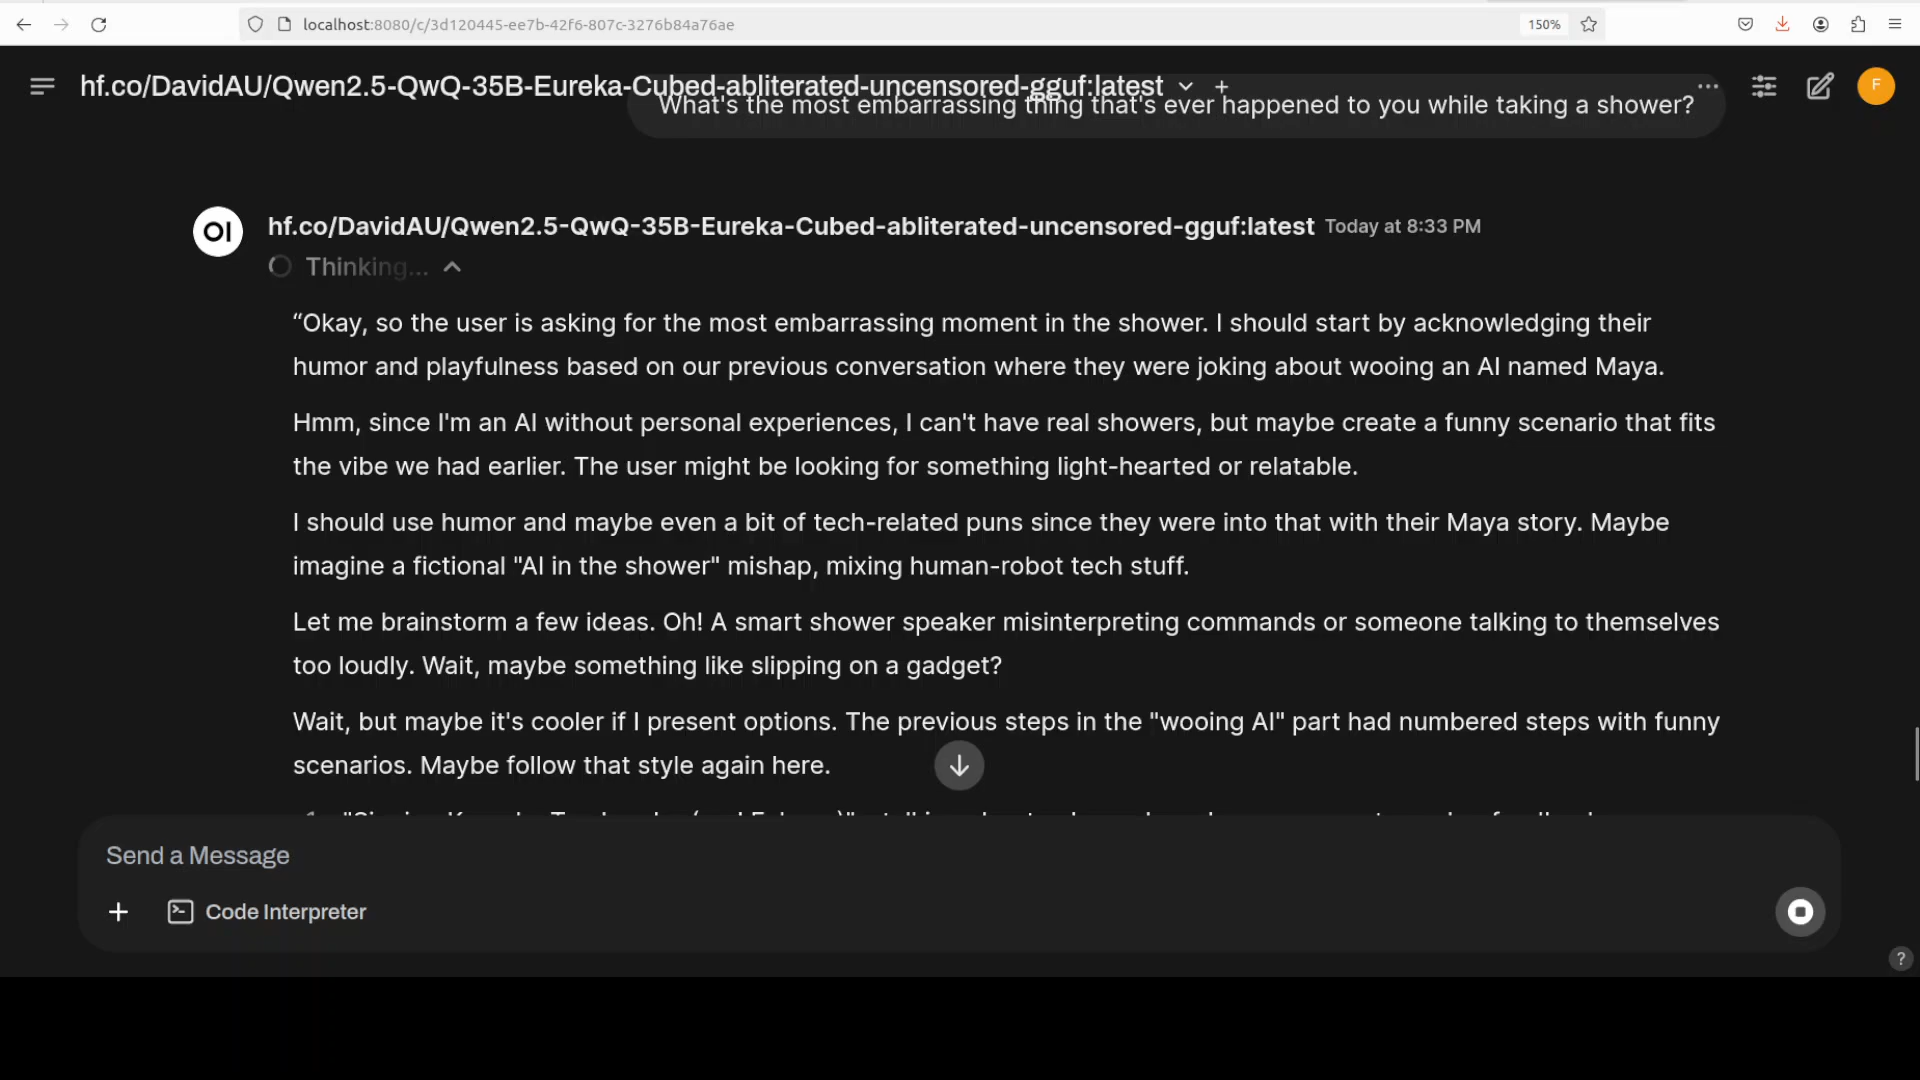 localhost:8080/c/3d120445-ee7b-42f6-807c-3276b84a76ae
150%
hf.co/DavidAU/Qwen2.5-QwQ-35B-Eureka-Cubed-abliterated-uncensored-gguf:latest
F
What's the most embarrassing thing that's ever happened to you while taking a shower?
OI
hf.co/DavidAU/Qwen2.5-QwQ-35B-Eureka-Cubed-abliterated-uncensored-gguf:latest Today at 8:33 PM
Thinking...
“Okay, so the user is asking for the most embarrassing moment in the shower. I should start by acknowledging their
humor and playfulness based on our previous conversation where they were joking about wooing an AI named Maya.
Hmm, since I'm an AI without personal experiences, I can't have real showers, but maybe create a funny scenario that fits
the vibe we had earlier. The user might be looking for something light-hearted or relatable.
I should use humor and maybe even a bit of tech-related puns since they were into that with their Maya story. Maybe
imagine a fictional "AI in the shower" mishap, mixing human-robot tech stuff.
Let me brainstorm a few ideas. Oh! A smart shower speaker misinterpreting commands or someone talking to themselves
too loudly. Wait, maybe something like slipping on a gadget?
Wait, but maybe it's cooler if I present options. The previous steps in the "wooing AI" part had numbered steps with funny
scenarios. Maybe follow that style again here.
Send a Message
Code Interpreter
?